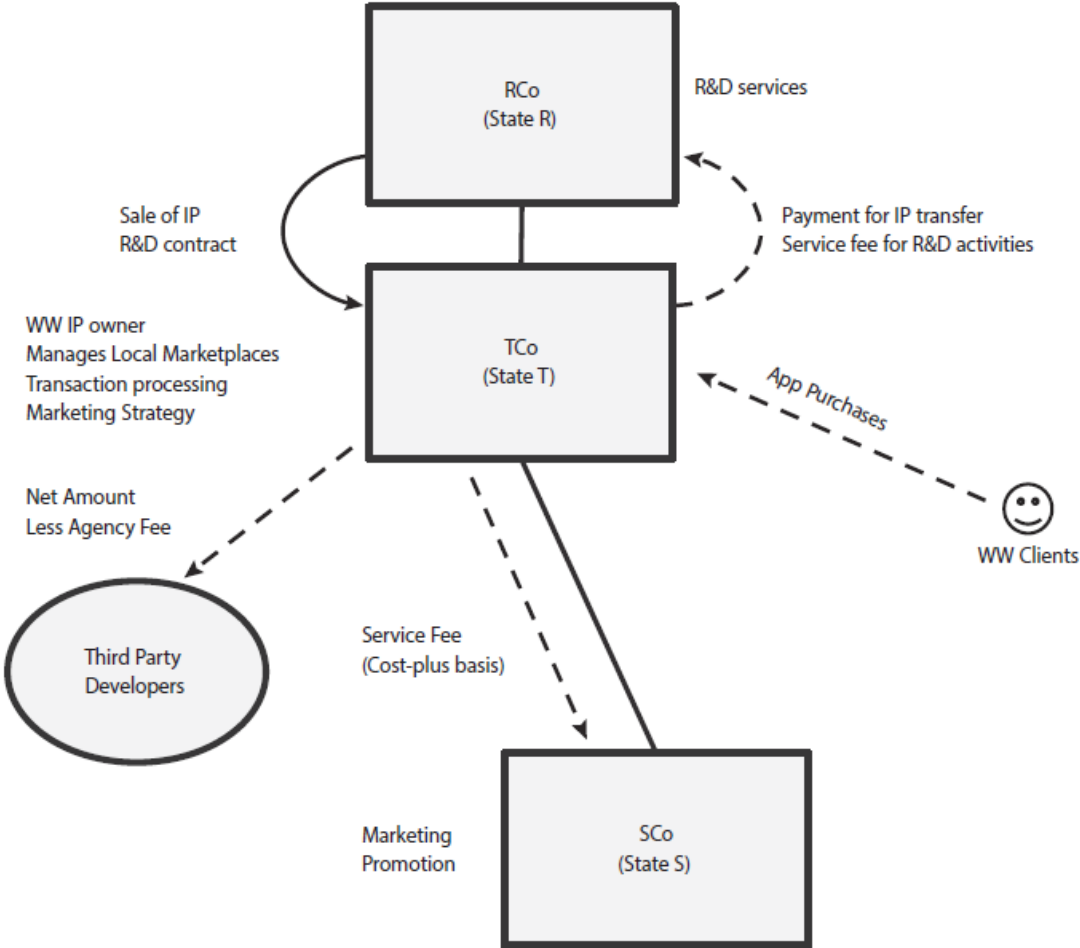 RCo
(State R)
R&D services
Sale of IP
R&D contract
Payment for IP transfer
Service fee for R&D activities
WW IP owner
Manages Local Marketplaces
Transaction processing
Marketing Strategy
TCo
(State T)
App Purchases
WW Clients
Net Amount
Less Agency Fee
Third Party
Developers
Service Fee
(Cost-plus basis)
Marketing
Promotion
SCo
(State S)